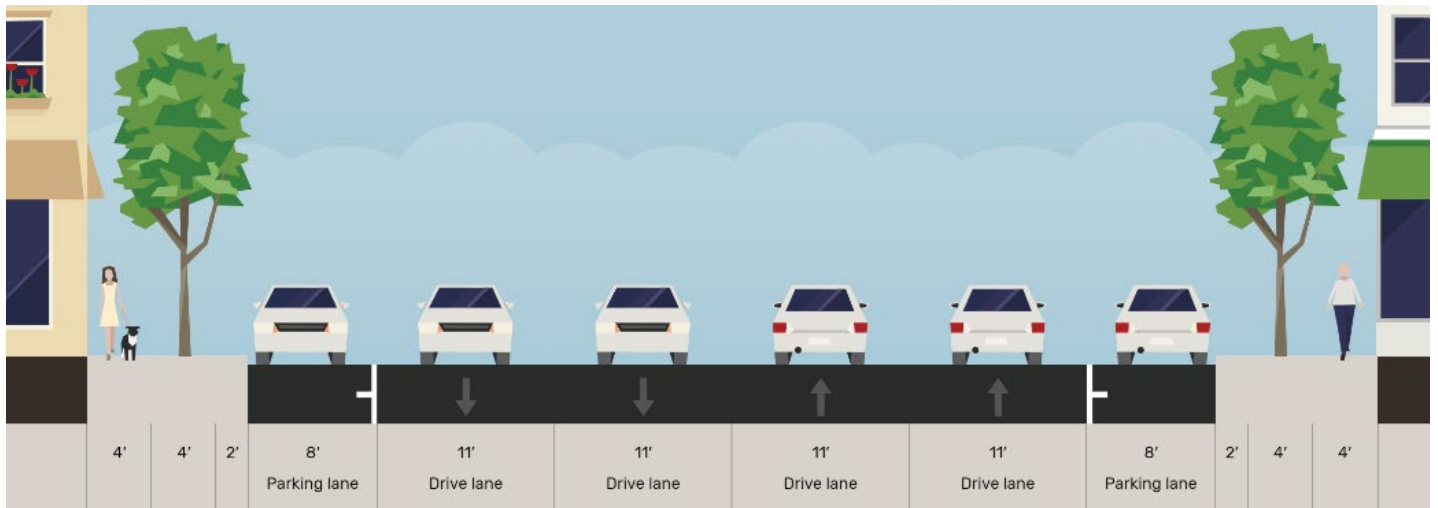 4’ 4’ 2’ 8’ 11’ 11’ 11’ 11’ 8’ 2’ 4’ 4’
Parking lane Drive lane Drive lane Drive lane Drive lane Parking lane